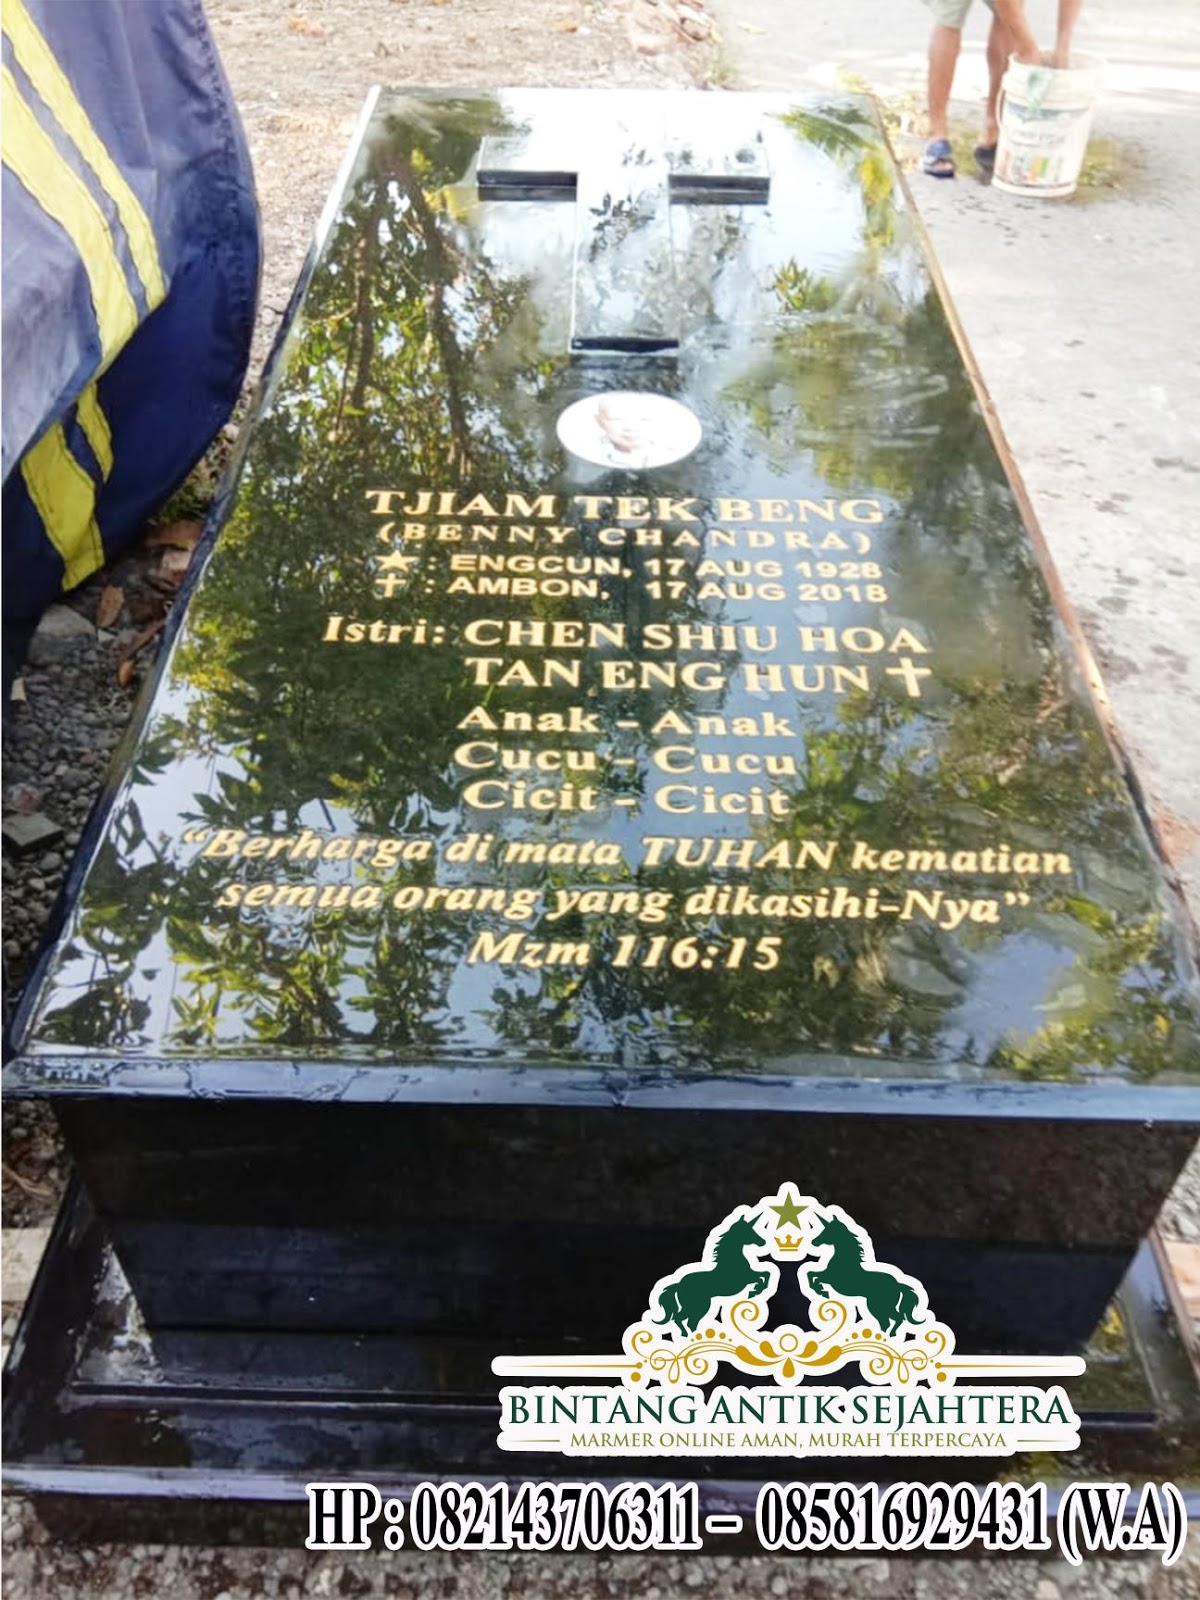 TJIAM TEK BENG
(BENNY CHANDRA)
★ : ENGCUN, 17 AUG 1928
✝ : AMBON, 17 AUG 2018
Istri: CHEN SHIU HOA
TAN ENG HUN ✝
Anak - Anak
Cucu - Cucu
Cicit - Cicit
“Berharga di mata TUHAN kematian
semua orang yang dikasihi-Nya”
Mzm 116:15
BINTANG ANTIK SEJAHTERA
MARMER ONLINE AMAN, MURAH TERPERCAYA
HP : 082143706311 – 085816929431 (W.A)